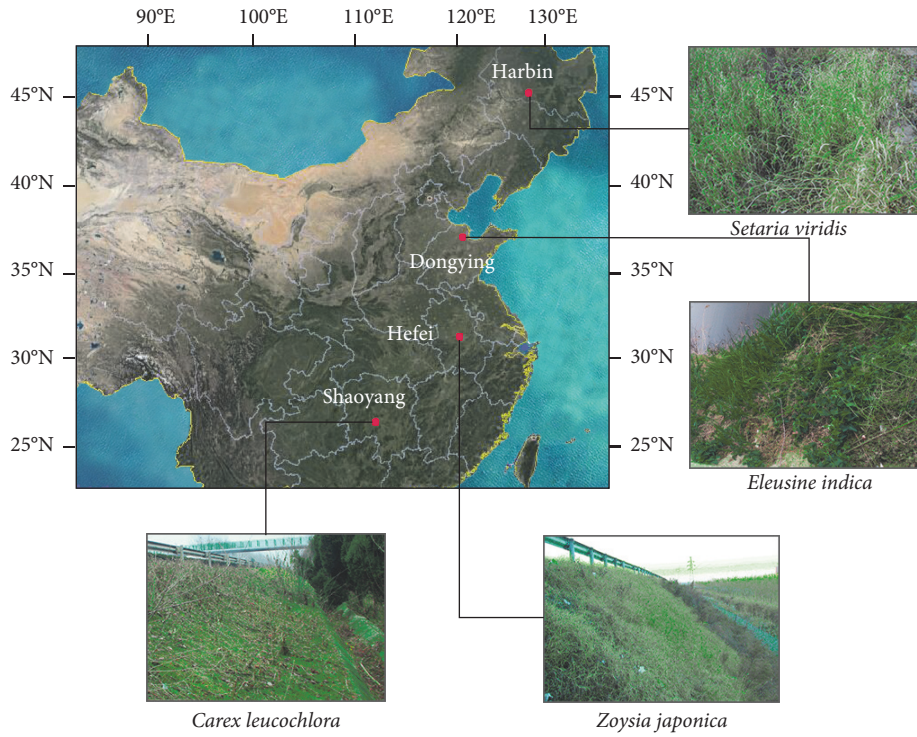 90°E 100°E 110°E 120°E 130°E
Harbin
45°N 45°N
40°N 40°N
Setaria viridis
Dongying
35°N 35°N
Hefei
30°N 30°N
Shaoyang
25°N 25°N
Eleusine indica
Carex leucochlora Zoysia japonica